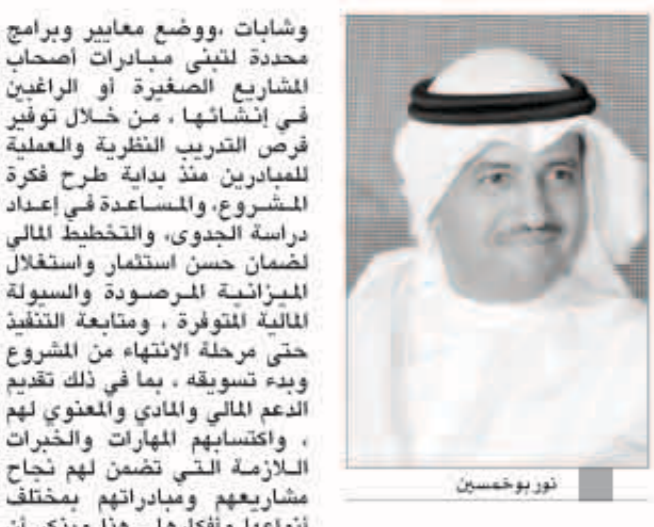 وشابات ،ووضع معايير وبرامج
محددة لتبنى مبادرات أصحاب
المشاريع الصغيرة أو الراغبين
في إنشائها ، من خلال توفير
فرص التدريب النظرية والعملية
للمبادرين منذ بداية طرح فكرة
المشروع، والمساعدة في إعداد
دراسة الجدوى، والتخطيط المالي
لضمان حسن استثمار واستغلال
الميزانية المرصودة والسيولة
المالية المتوفرة ، ومتابعة التنفيذ
حتى مرحلة الانتهاء من المشروع
وبدء تسويقه ، بما في ذلك تقديم
الدعم المالي والمادي والمعنوي لهم
، واكتسابهم المهارات والخبرات
اللازمة التي تضمن لهم نجاح
مشاريعهم ومبادراتهم بمختلف
نور بوخمسين